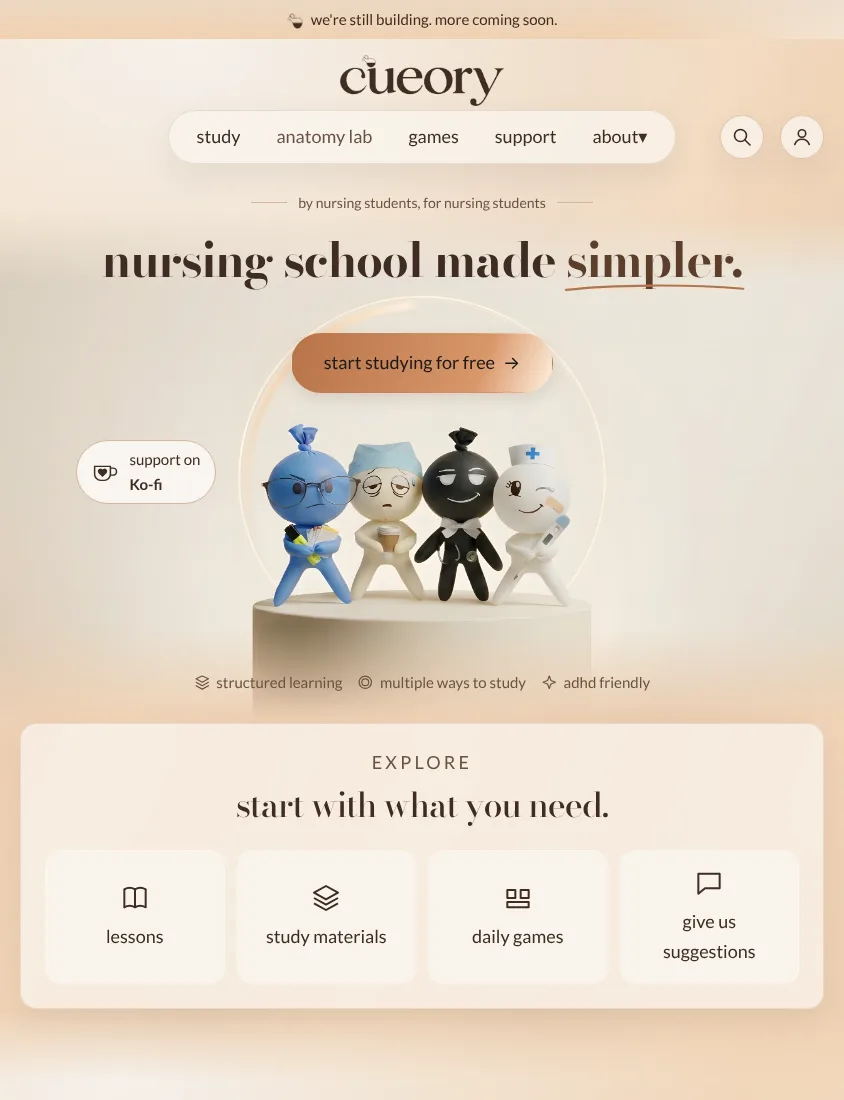 we're still building. more coming soon.
cueory
study anatomy lab games support about▾
by nursing students, for nursing students
nursing school made simpler.
start studying for free →
support on
Ko-fi
structured learning multiple ways to study adhd friendly
EXPLORE
start with what you need.
lessons
study materials
daily games
give us
suggestions